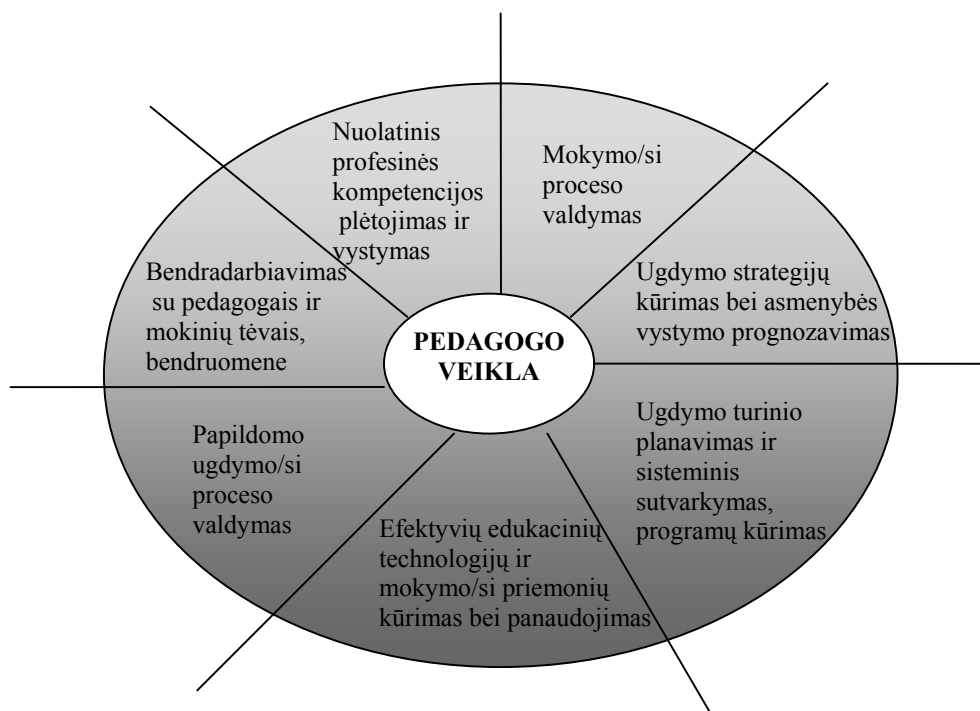 Nuolatinis
profesinės
kompetencijos
plėtojimas ir
vystymas
Mokymo/si
proceso
valdymas
Bendradarbiavimas
su pedagogais ir
mokinių tėvais,
bendruomene
Ugdymo strategijų
kūrimas bei asmenybės
vystymo prognozavimas
PEDAGOGO
VEIKLA
Papildomo
ugdymo/si
proceso
valdymas
Ugdymo turinio
planavimas ir
sisteminis
sutvarkymas,
programų kūrimas
Efektyvių edukacinių
technologijų ir
mokymo/si priemonių
kūrimas bei panaudojimas